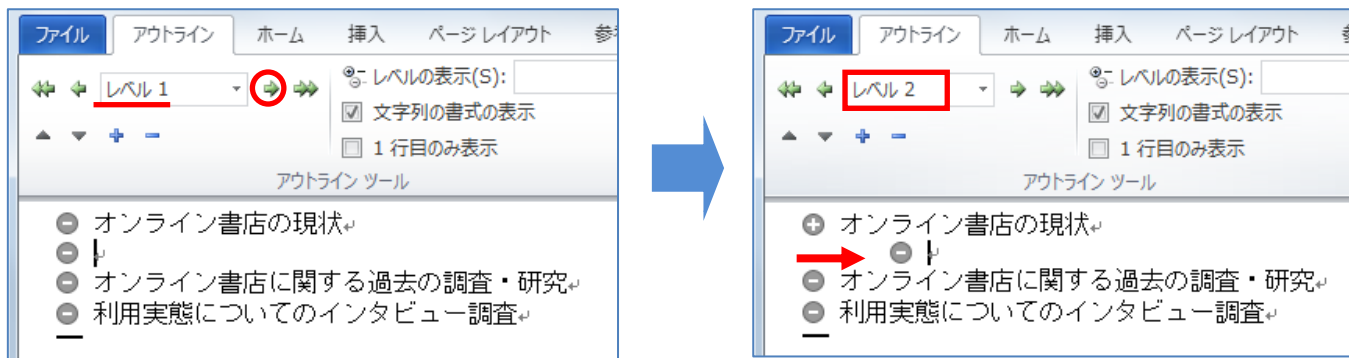 ファイル アウトライン ホーム 挿入 ページ レイアウト
レベル 1 レベルの表示(S):
文字列の書式の表示
1 行目のみ表示
アウトライン ツール
オンライン書店の現状
オンライン書店に関する過去の調査・研究
利用実態についてのインタビュー調査
ファイル アウトライン ホーム 挿入 ページ レイアウト
レベル 2 レベルの表示(S):
文字列の書式の表示
1 行目のみ表示
アウトライン ツール
オンライン書店の現状
オンライン書店に関する過去の調査・研究
利用実態についてのインタビュー調査